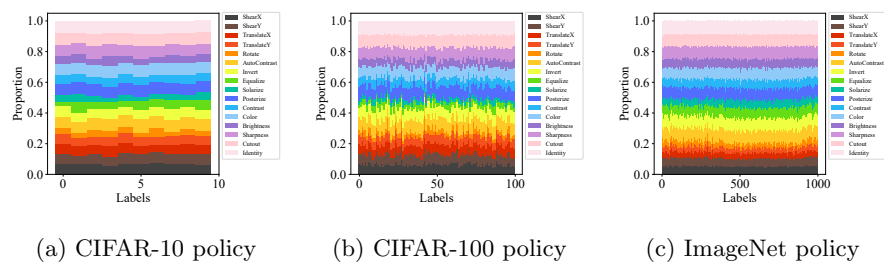 1.0
0.8
0.6
0.4
0.2
0.0
Proportion
0
5
10
Labels
ShearX
ShearY
TranslateX
TranslateY
Rotate
AutoContrast
Invert
Equalize
Solarize
Posterize
Contrast
Color
Brightness
Sharpness
Cutout
Identity
(a) CIFAR-10 policy
1.0
0.8
0.6
0.4
0.2
0.0
Proportion
0
50
100
Labels
ShearX
ShearY
TranslateX
TranslateY
Rotate
AutoContrast
Invert
Equalize
Solarize
Posterize
Contrast
Color
Brightness
Sharpness
Cutout
Identity
(b) CIFAR-100 policy
1.0
0.8
0.6
0.4
0.2
0.0
Proportion
0
500
1000
Labels
ShearX
ShearY
TranslateX
TranslateY
Rotate
AutoContrast
Invert
Equalize
Solarize
Posterize
Contrast
Color
Brightness
Sharpness
Cutout
Identity
(c) ImageNet policy